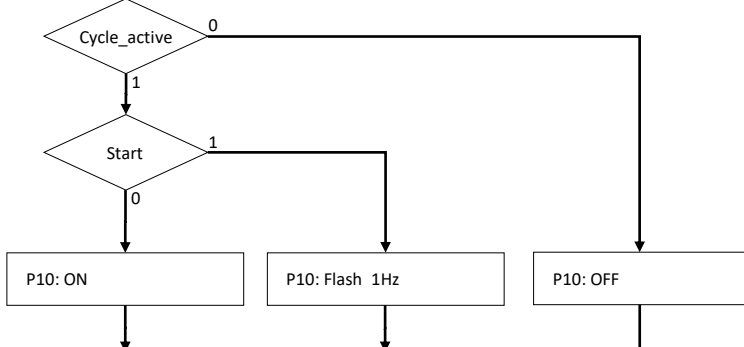 Cycle_active
0
1
Start
1
0
P10: ON
P10: Flash 1Hz
P10: OFF